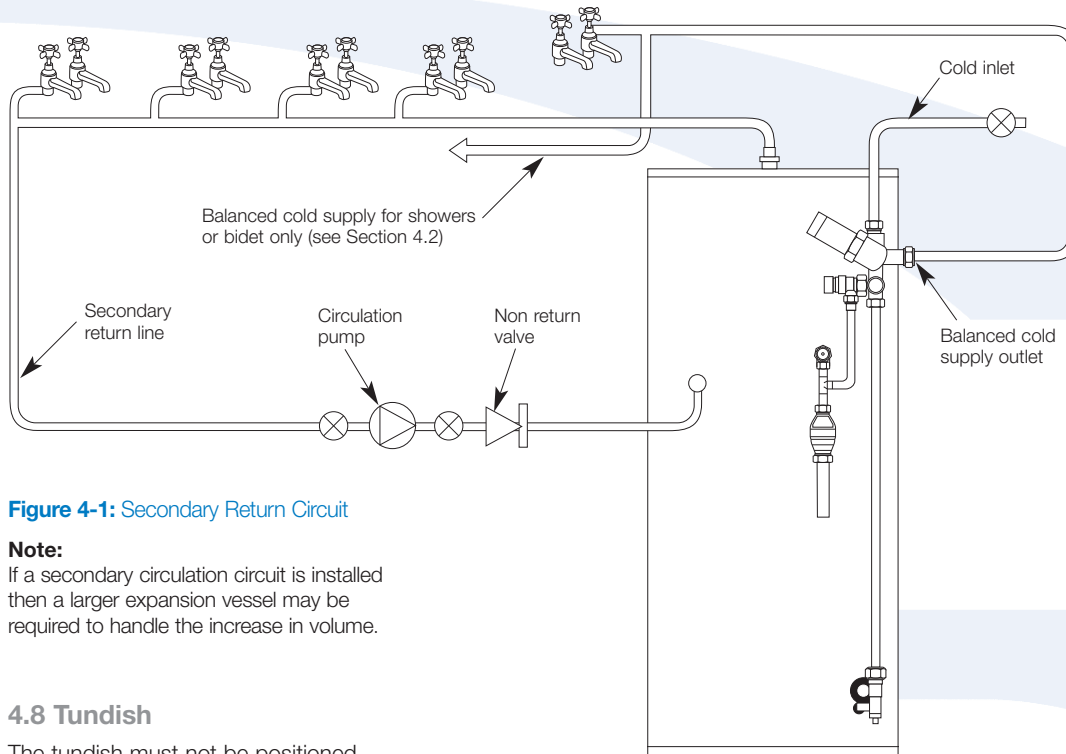 Cold inlet
Balanced cold supply for showers
or bidet only (see Section 4.2)
Secondary
return line
Circulation
pump
Non return
valve
Balanced cold
supply outlet
Figure 4-1: Secondary Return Circuit
Note:
If a secondary circulation circuit is installed
then a larger expansion vessel may be
required to handle the increase in volume.
4.8 Tundish
The tundish must not be positioned